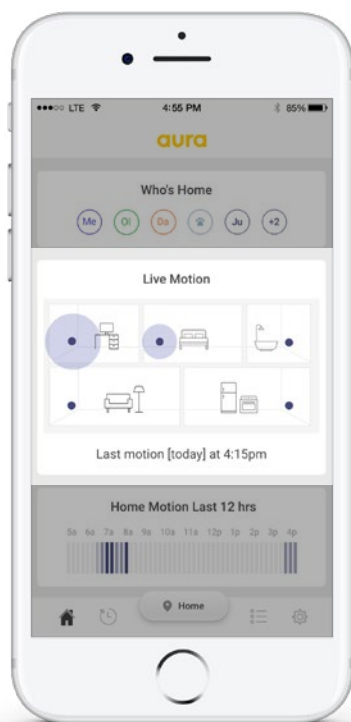 LTE 4:55 PM 85%
aura
Who's Home
Me Ol Da Ju +2
Live Motion
Last motion [today] at 4:15pm
Home Motion Last 12 hrs
5a 6a 7a 8a 9a 10a 11a 12p 1p 2p 3p 4p
Home